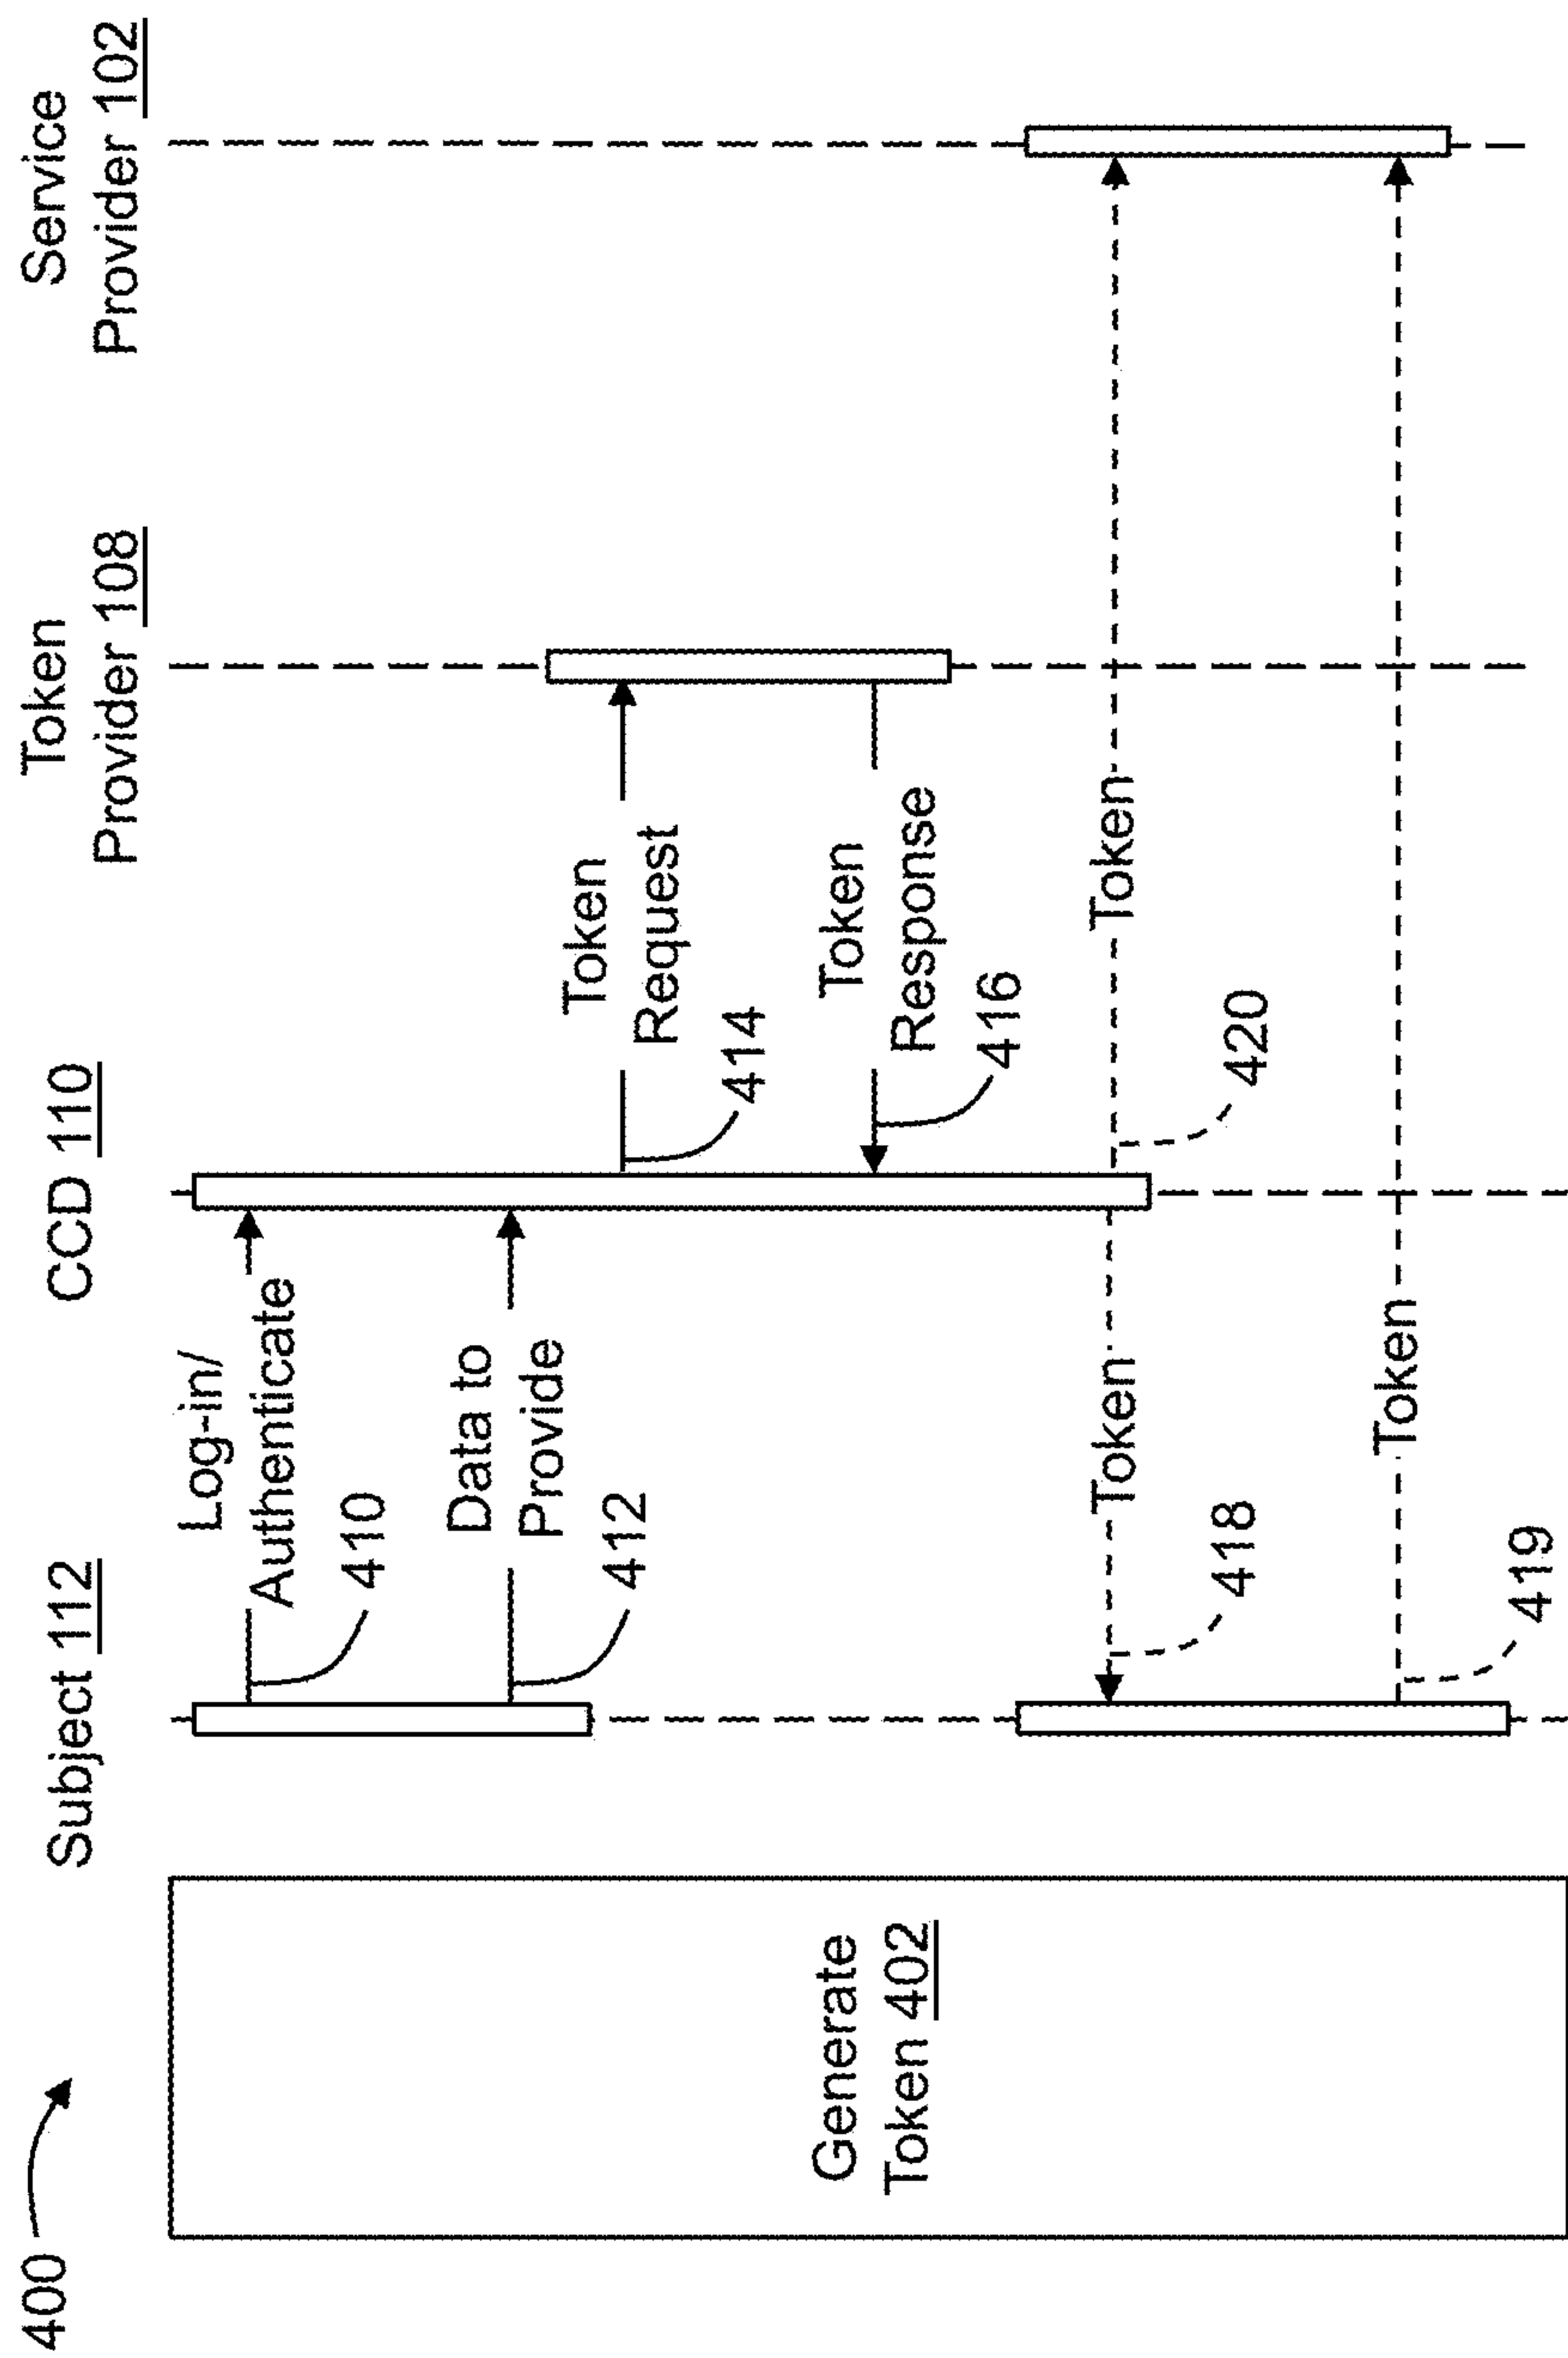 400
Subject 112
CCD 110
Token
Provider 108
Service
Provider 102
Generate
Token 402
Log-in/
Authenticate
410
Data to
Provide
412
Token
Request
414
Token
Response
416
Token
418
Token
420
Token
419